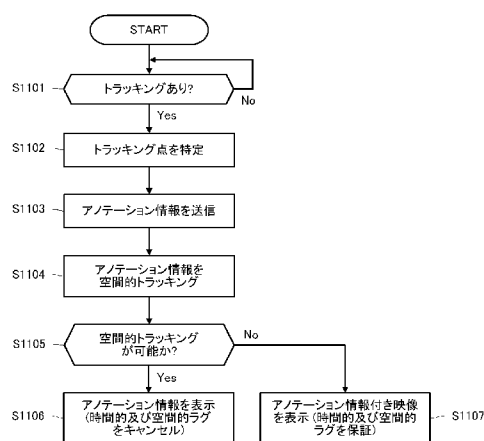 START
S1101
トラッキングあり?
No
Yes
S1102
トラッキング点を特定
S1103
アノテーション情報を送信
S1104
アノテーション情報を
空間的トラッキング
S1105
空間的トラッキング
が可能か?
No
Yes
S1106
アノテーション情報を表示
(時間的及び空間的ラグ
をキャンセル)
アノテーション情報付き映像
を表示(時間的及び空間的
ラグを保証)
S1107